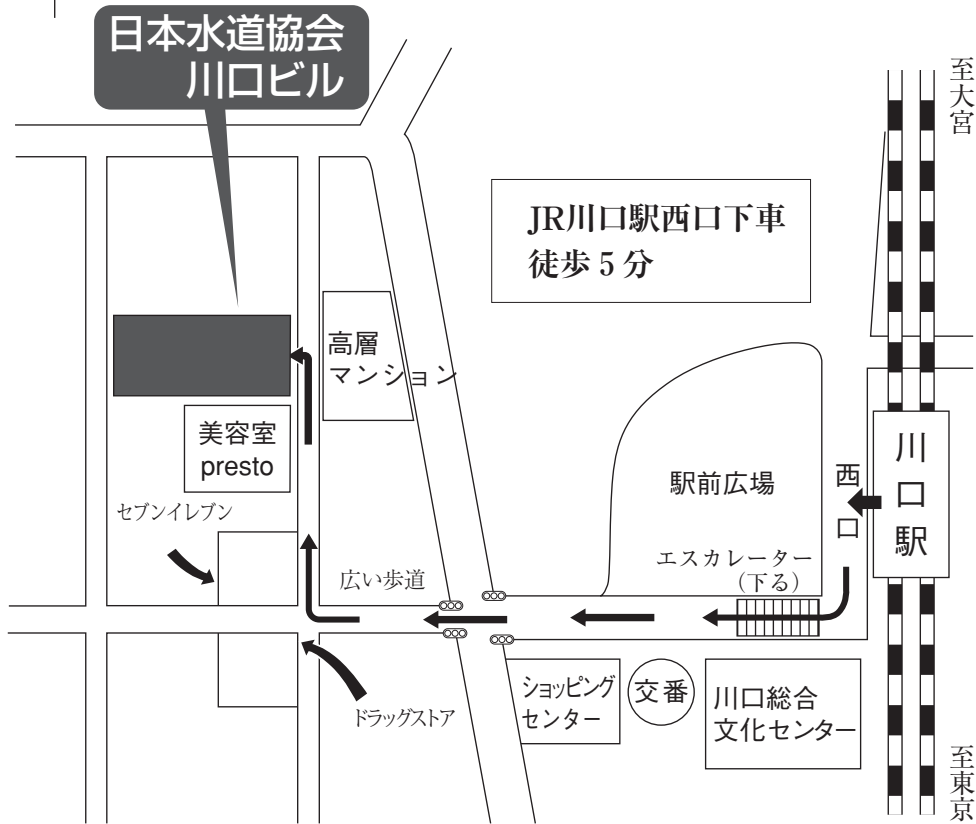 日本水道協会
川口ビル
至大宮
JR川口駅西口下車
徒歩5分
高層
マンション
美容室
presto
セブンイレブン
広い歩道
駅前広場
西口
川口駅
エスカレーター
(下る)
ショッピング
センター
交番
川口総合
文化センター
ドラッグストア
至東京